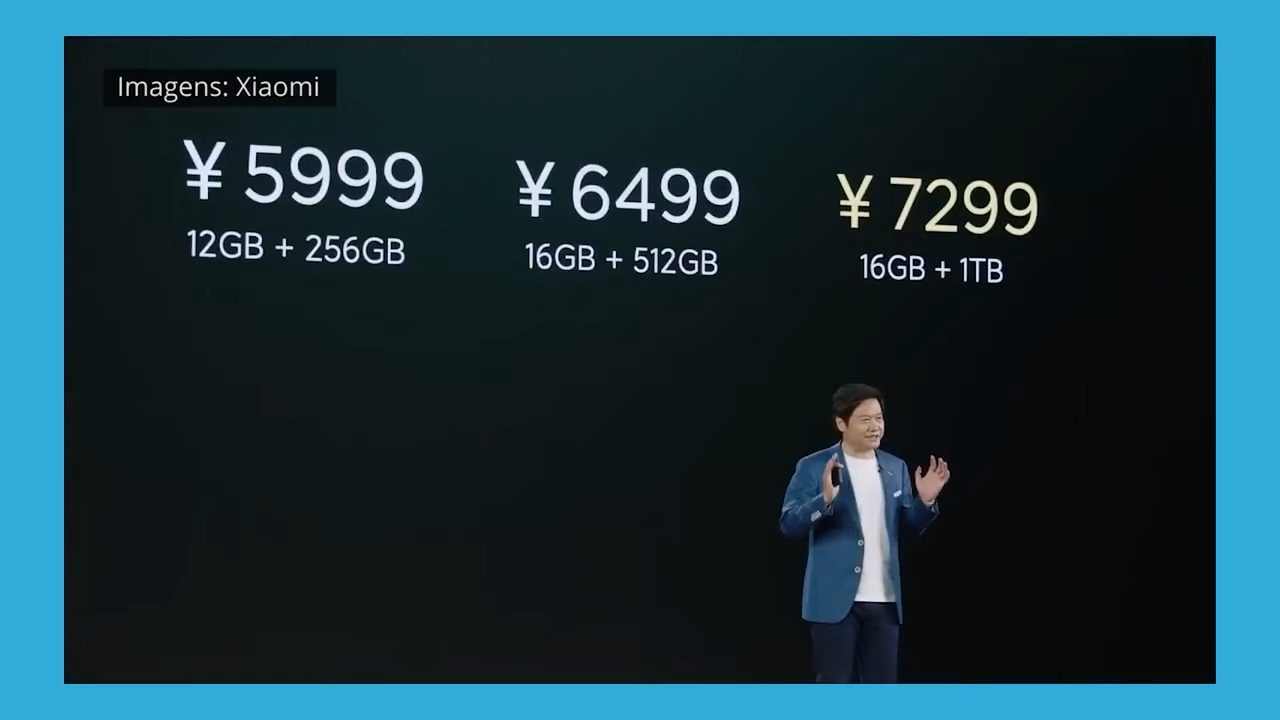 Imagens: Xiaomi
¥ 5999
12GB + 256GB
¥ 6499
16GB + 512GB
¥ 7299
16GB + 1TB